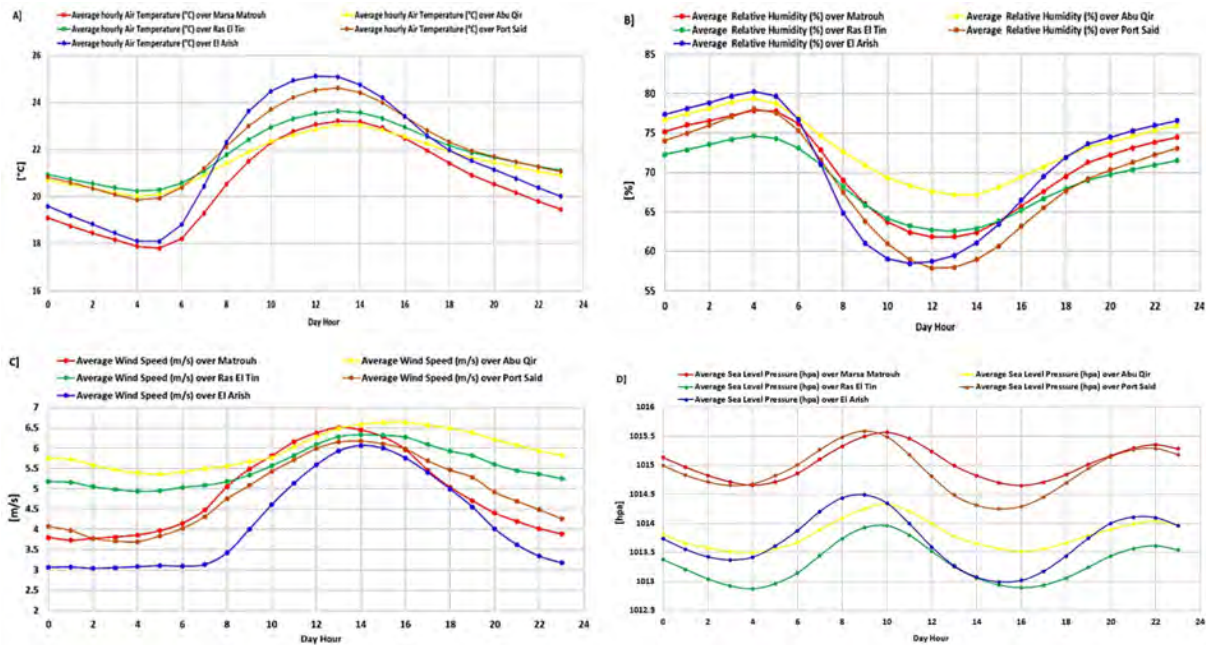 A]
Average hourly Air Temperature (°C) over Marsa Matrouh
Average hourly Air Temperature (°C) over Abu Qir
Average hourly Air Temperature (°C) over Ras El Tin
Average hourly Air Temperature (°C) over Port Said
Average hourly Air Temperature (°C) over El Arish
26
24
22
20
18
16
[°C]
0 2 4 6 8 10 12 14 16 18 20 22 24
Day Hour
B]
Average Relative Humidity (%) over Matrouh
Average Relative Humidity (%) over Abu Qir
Average Relative Humidity (%) over Ras El Tin
Average Relative Humidity (%) over Port Said
Average Relative Humidity (%) over El Arish
85
80
75
70
65
60
55
[%]
0 2 4 6 8 10 12 14 16 18 20 22 24
Day Hour
C]
Average Wind Speed (m/s) over Matrouh
Average Wind Speed (m/s) over Abu Qir
Average Wind Speed (m/s) over Ras El Tin
Average Wind Speed (m/s) over Port Said
Average Wind Speed (m/s) over El Arish
7
6.5
6
5.5
5
4.5
4
3.5
3
2.5
2
[m/s]
0 2 4 6 8 10 12 14 16 18 20 22 24
Day Hour
D]
Average Sea Level Pressure (hpa) over Marsa Matrouh
Average Sea Level Pressure (hpa) over Abu Qir
Average Sea Level Pressure (hpa) over Ras El Tin
Average Sea Level Pressure (hpa) over Port Said
Average Sea Level Pressure (hpa) over El Arish
1016
1015.5
1015
1014.5
1014
1013.5
1013
1012.5
[hpa]
0 2 4 6 8 10 12 14 16 18 20 22 24
Day Hour